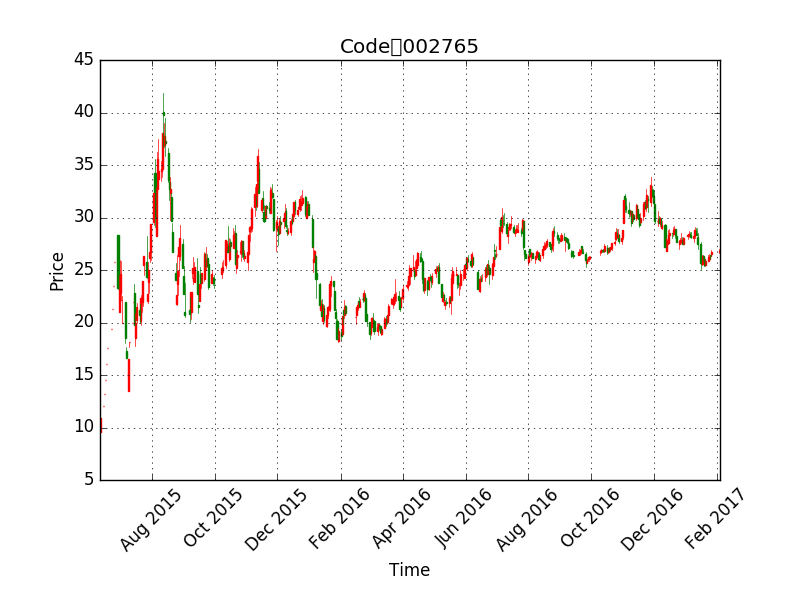 Code▯002765
45
40
35
30
25
20
15
10
5
Price
Aug 2015
Oct 2015
Dec 2015
Feb 2016
Apr 2016
Jun 2016
Aug 2016
Oct 2016
Dec 2016
Feb 2017
Time